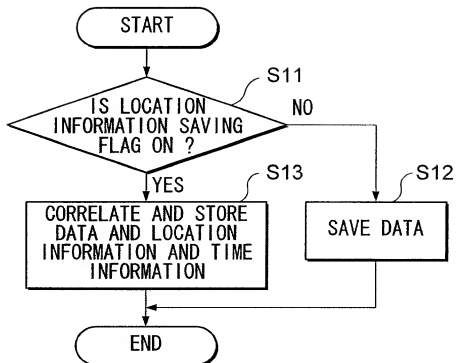 START
S11
IS LOCATION
INFORMATION SAVING
FLAG ON ?
NO
YES
S13
S12
CORRELATE AND STORE
DATA AND LOCATION
INFORMATION AND TIME
INFORMATION
SAVE DATA
END